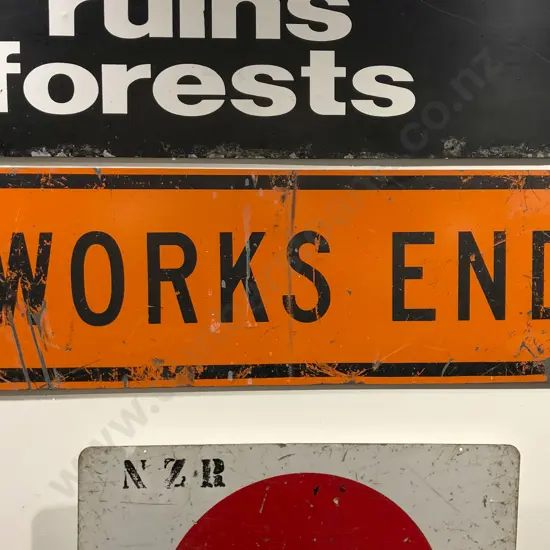 ruins
forests
WORKS END
N.Z.R